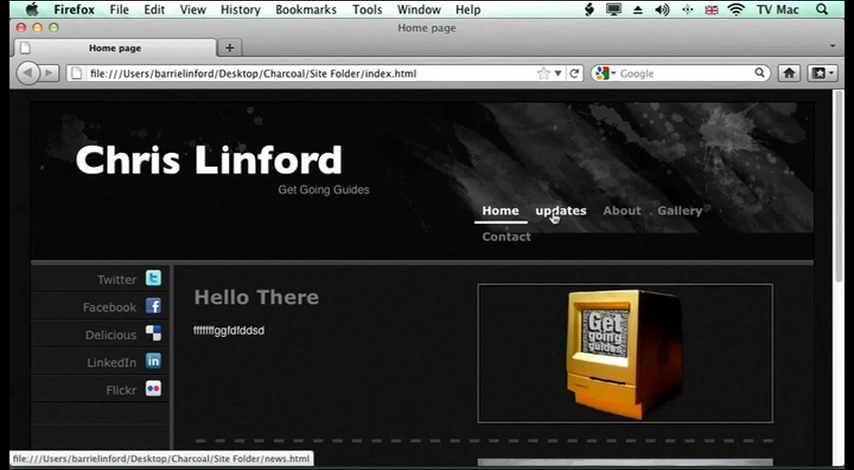 Firefox File Edit View History Bookmarks Tools Window Help TV Mac
Home page
Home page
file:///Users/barrielinford/Desktop/Charcoal/Site Folder/index.html Google
Chris Linford
Get Going Guides
Home updates About Gallery
Contact
Twitter
Facebook
Delicious
LinkedIn
Flickr
Hello There
fffffffggfdfddsd
Get
going
guides
file:///Users/barrielinford/Desktop/Charcoal/Site Folder/news.html